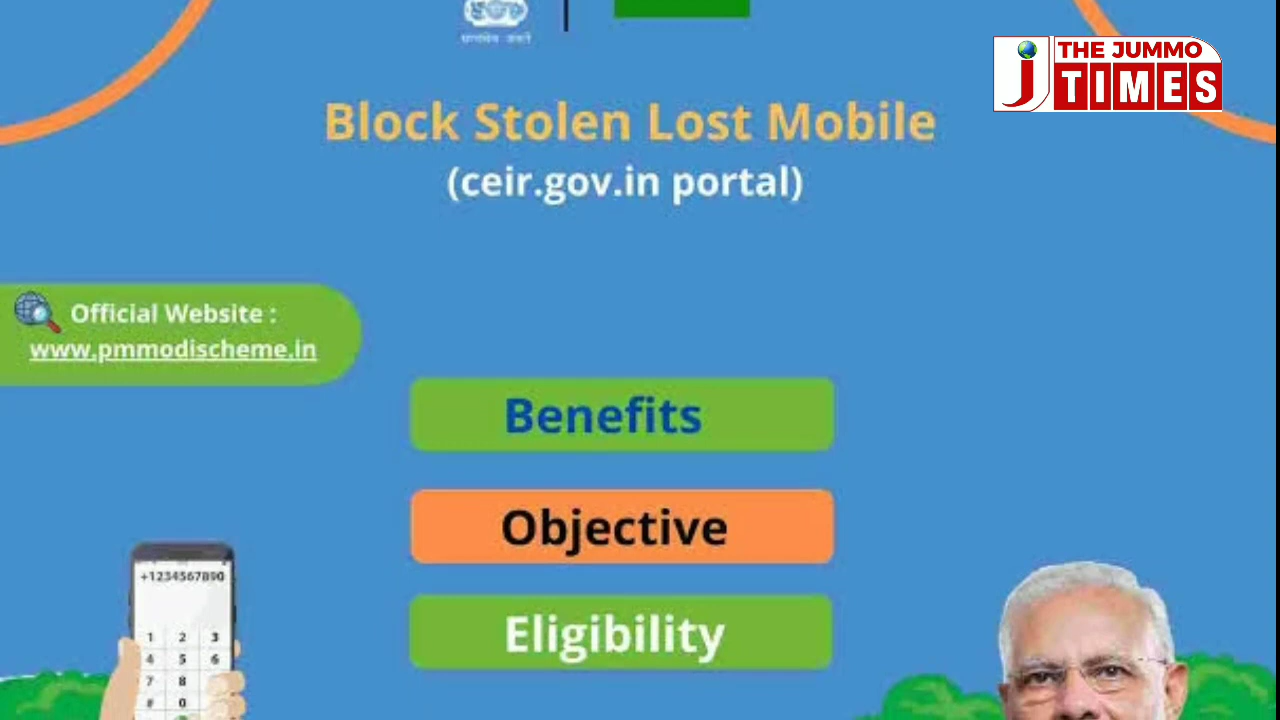 THE JUMMO
J TIMES
Block Stolen Lost Mobile
(ceir.gov.in portal)
Official Website :
www.pmmodischeme.in
Benefits
Objective
Eligibility
+1234567890
1 2 3
4 5 6
7 8
# 0